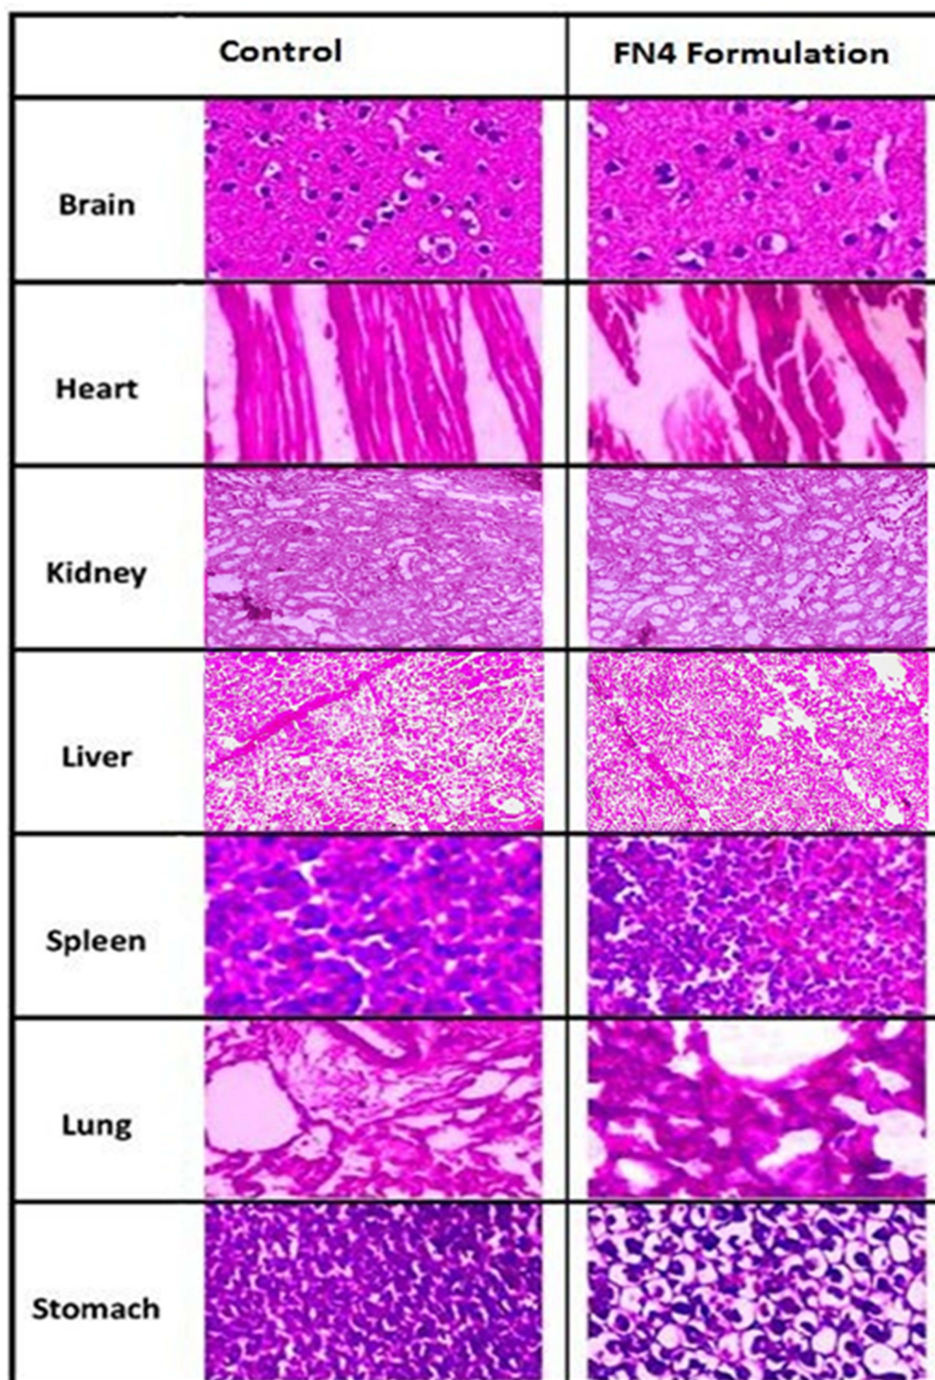 Control
FN4 Formulation
Brain
Heart
Kidney
Liver
Spleen
Lung
Stomach